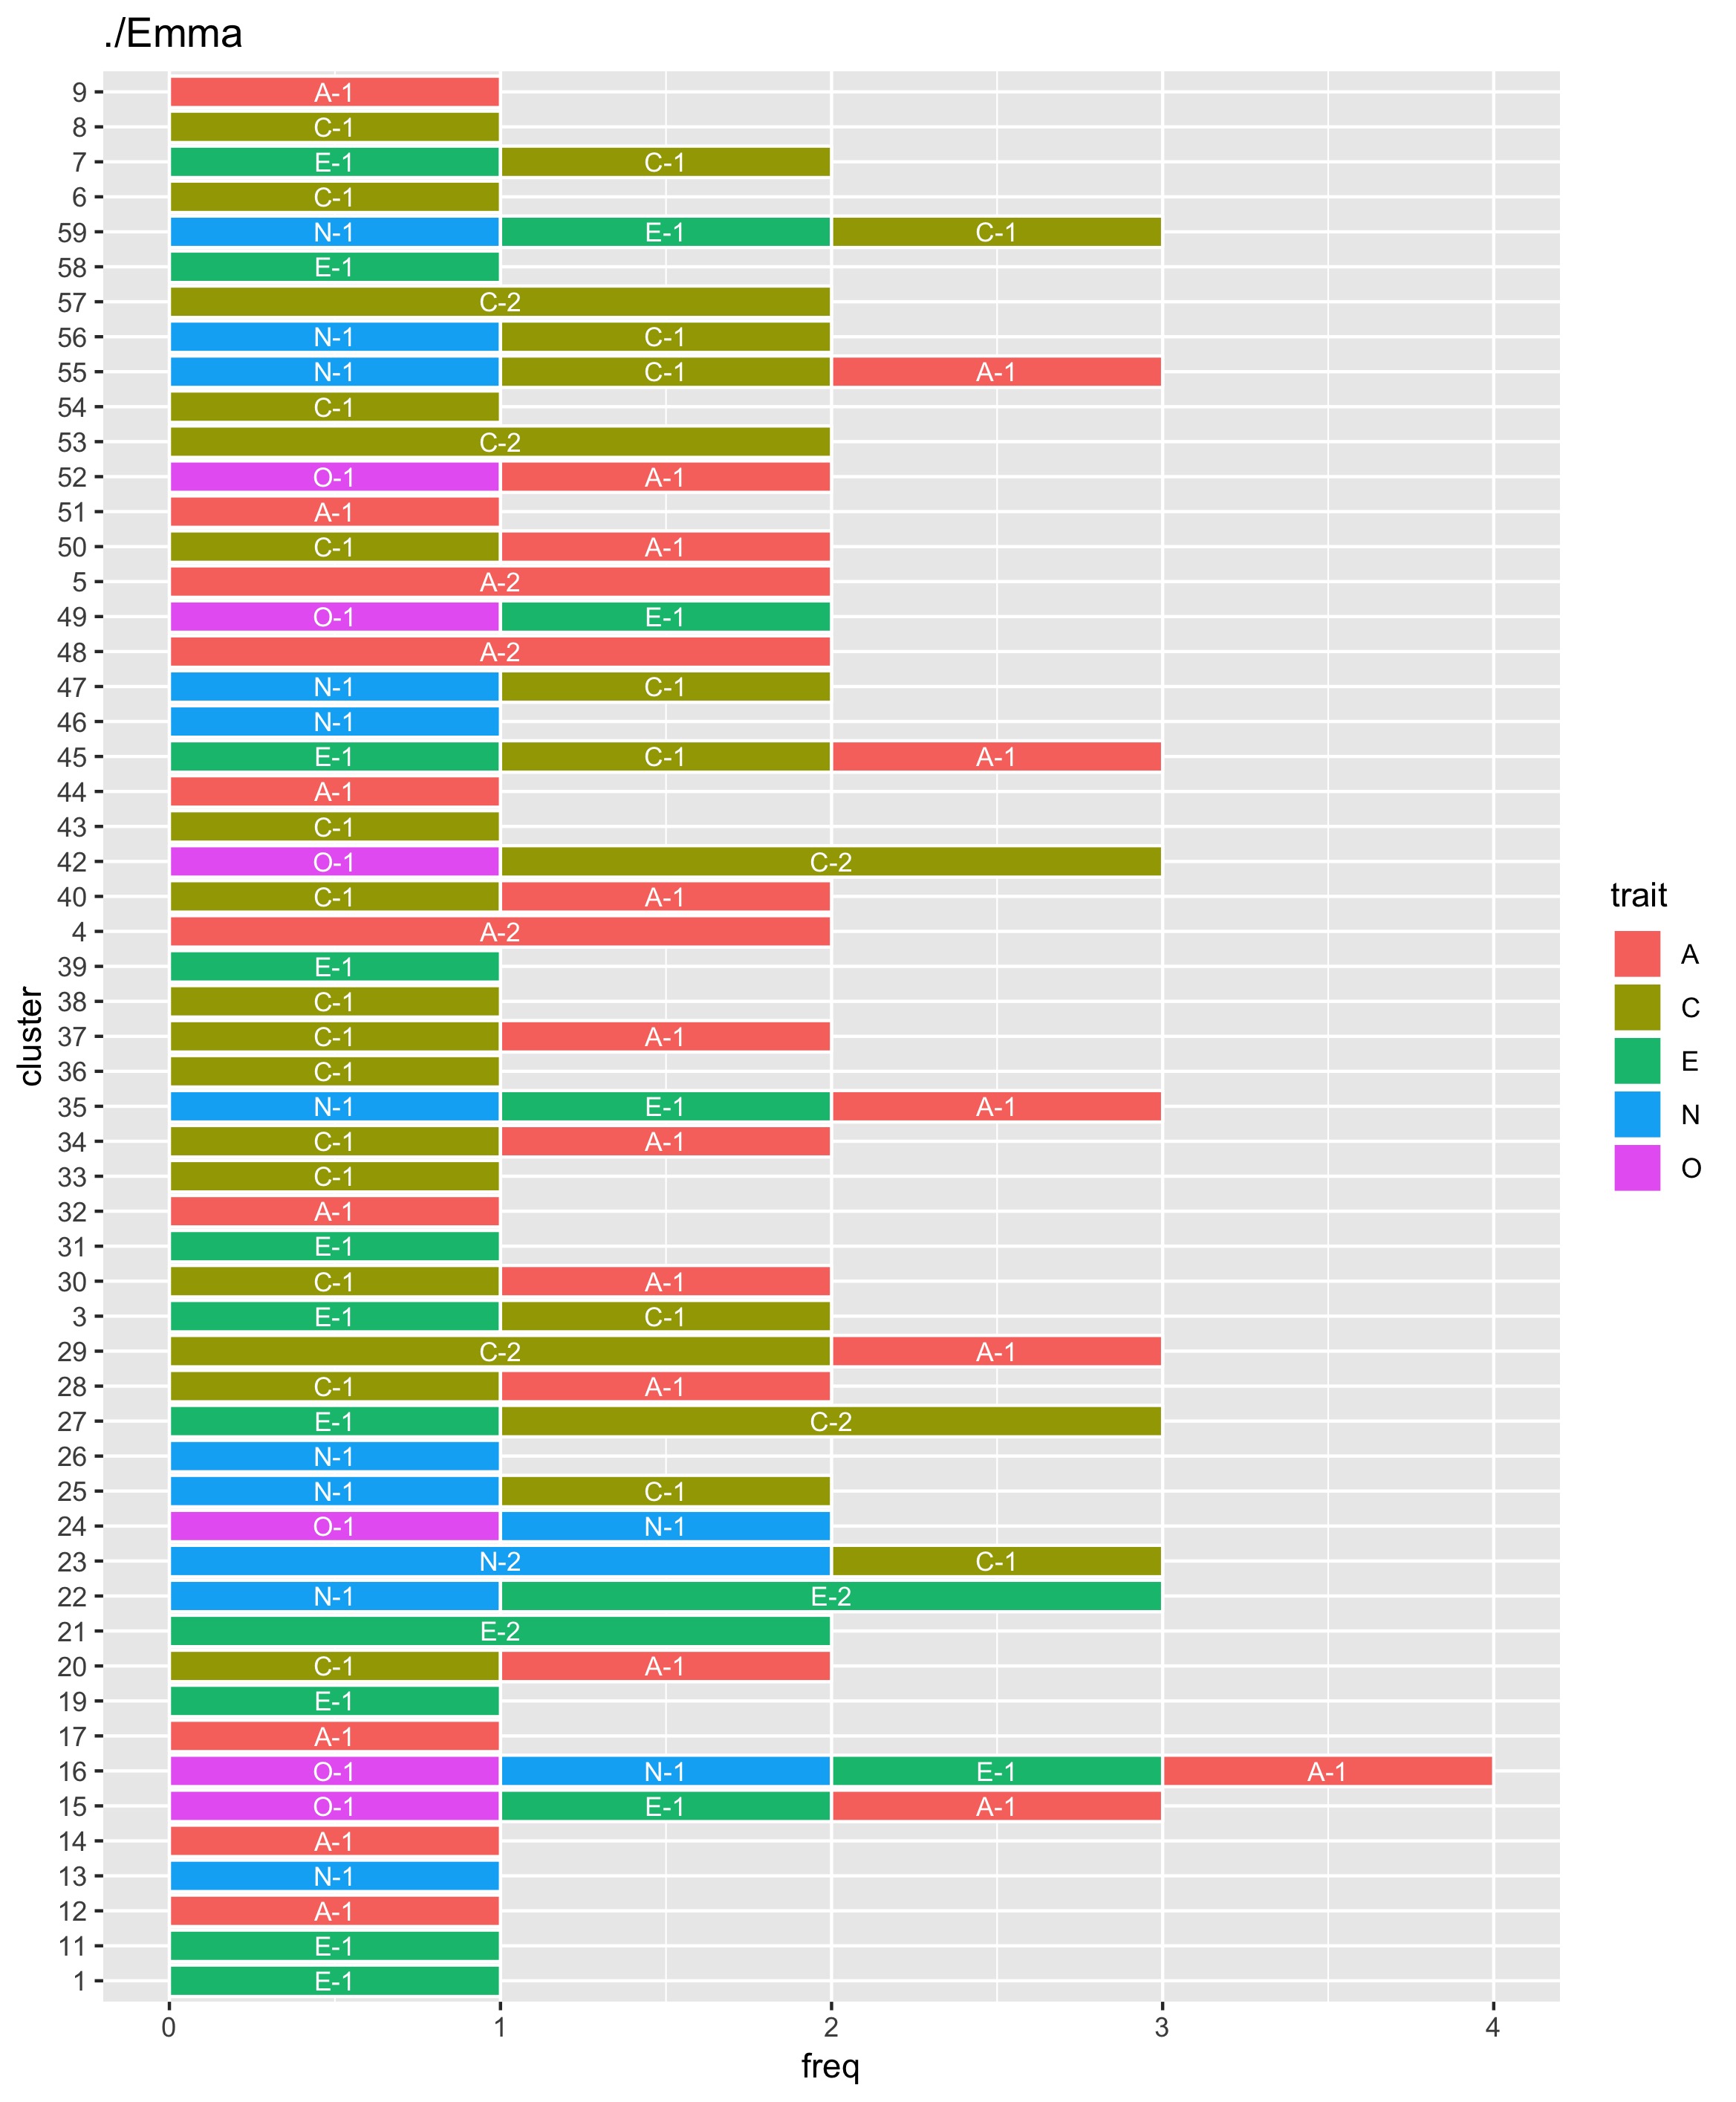 ./Emma
9 A-1
8 C-1
7 E-1 C-1
6 C-1
59 N-1 E-1 C-1
58 E-1
57 C-2
56 N-1 C-1
55 N-1 C-1 A-1
54 C-1
53 C-2
52 O-1 A-1
51 A-1
50 C-1 A-1
5 A-2
49 O-1 E-1
48 A-2
47 N-1 C-1
46 N-1
45 E-1 C-1 A-1
44 A-1
43 C-1
42 O-1 C-2
40 C-1 A-1
4 A-2
39 E-1
38 C-1
37 C-1 A-1
36 C-1
35 N-1 E-1 A-1
34 C-1 A-1
33 C-1
32 A-1
31 E-1
30 C-1 A-1
3 E-1 C-1
29 C-2 A-1
28 C-1 A-1
27 E-1 C-2
26 N-1
25 N-1 C-1
24 O-1 N-1
23 N-2 C-1
22 N-1 E-2
21 E-2
20 C-1 A-1
19 E-1
17 A-1
16 O-1 N-1 E-1 A-1
15 O-1 E-1 A-1
14 A-1
13 N-1
12 A-1
11 E-1
1 E-1
0 1 2 3 4
freq
cluster
trait
A
C
E
N
O